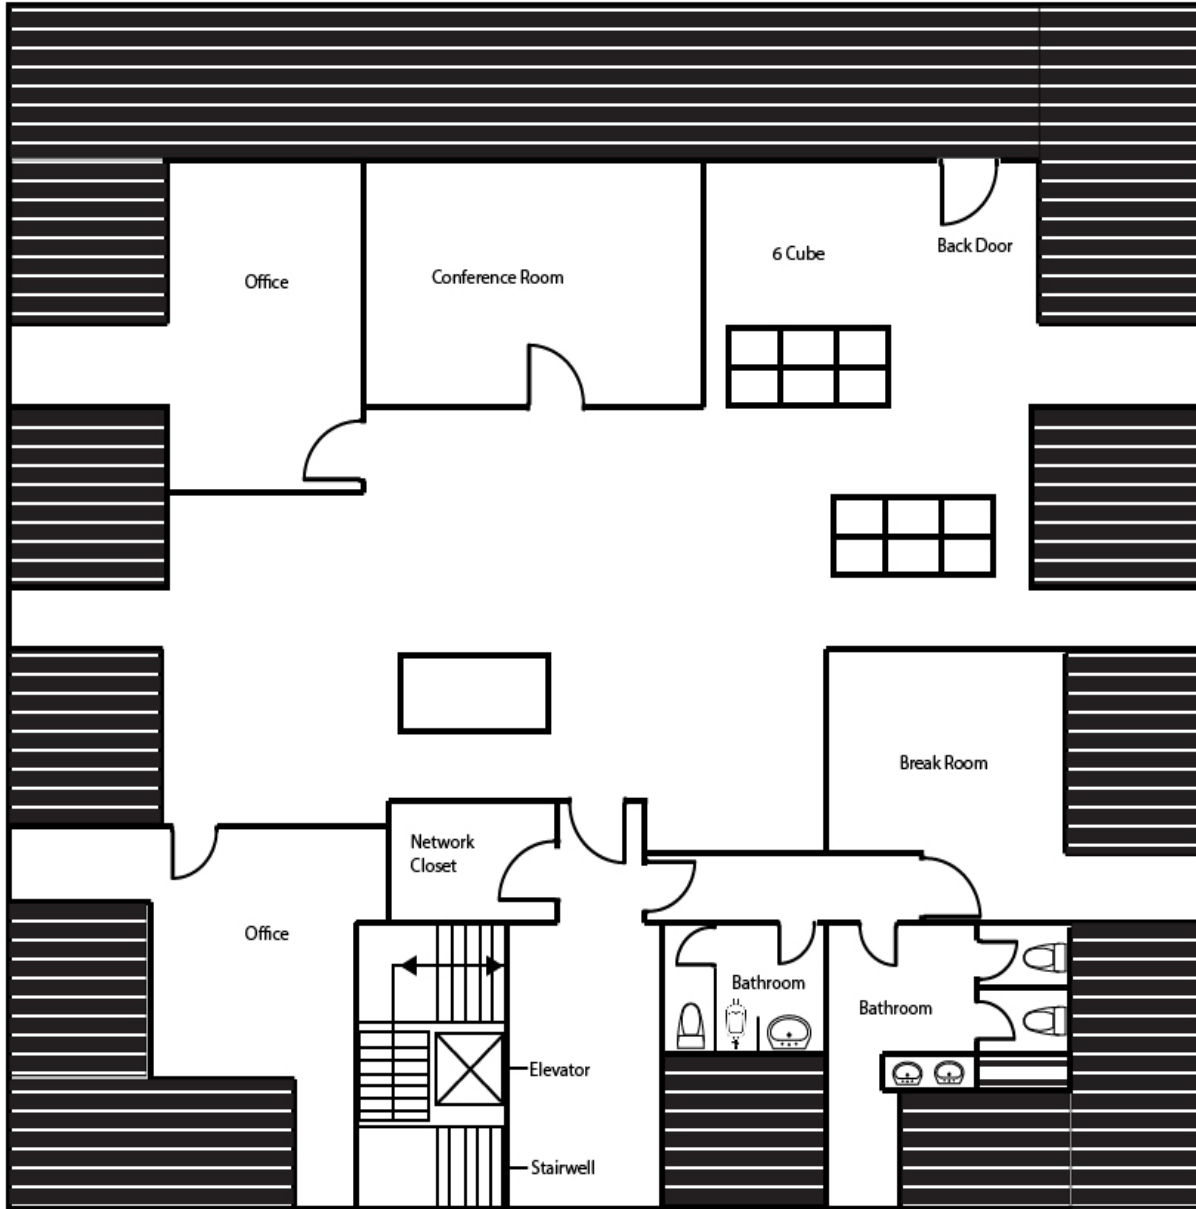 Back Door
6 Cube
Conference Room
Office
Break Room
Network
Closet
Office
Bathroom
Bathroom
Elevator
Stairwell